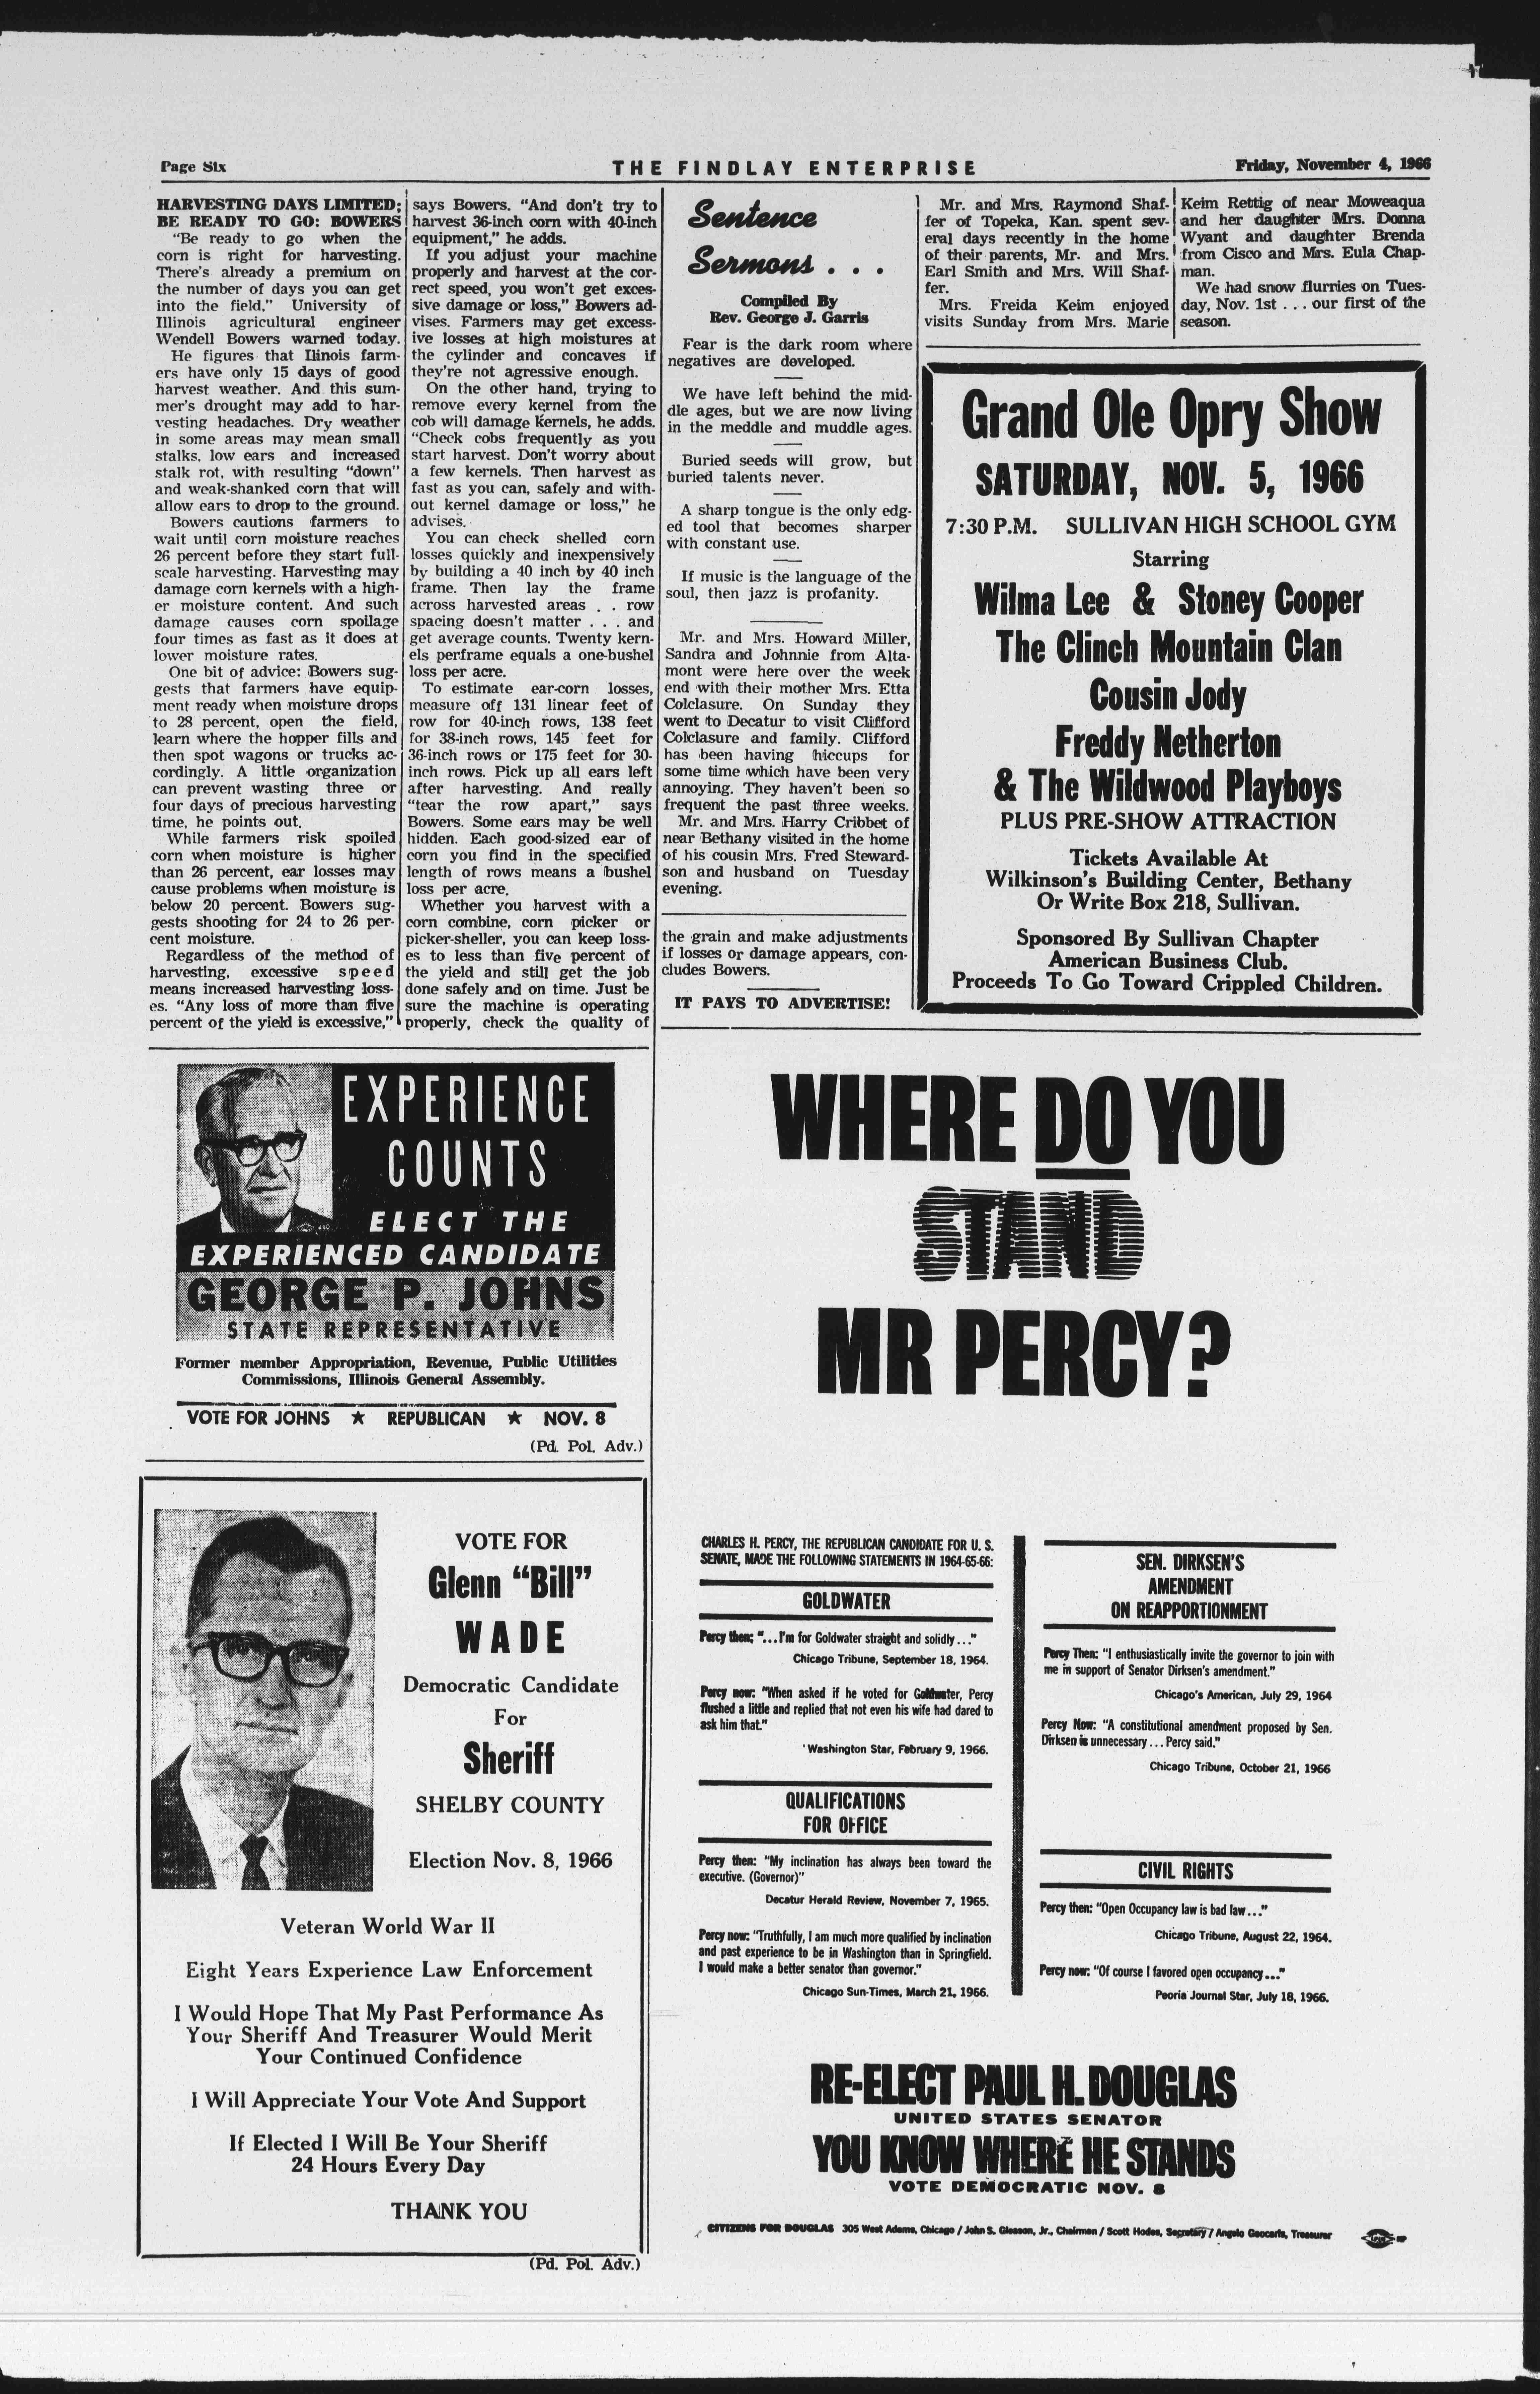 Page Six
THE FINDLAY ENTERPRISE
Friday, November 4, 1966
HARVESTING DAYS LIMITED;
BE READY TO GO: BOWERS
"Be ready to go when the
corn is right for harvesting.
There's already a premium on
the number of days you can get
into the field," University of
Illinois agricultural engineer
Wendell Bowers warned today.
He figures that Ilinois farm-
ers have only 15 days of good
harvest weather. And this sum-
mer's drought may add to har-
vesting headaches. Dry weather
in some areas may mean small
stalks, low ears and increased
stalk rot, with resulting "down"
and weak-shanked corn that will
allow ears to drop to the ground.
Bowers cautions farmers to
wait until corn moisture reaches
26 percent before they start full-
scale harvesting. Harvesting may
damage corn kernels with a high-
er moisture content. And such
damage causes corn spoilage
four times as fast as it does at
lower moisture rates.
One bit of advice: Bowers sug-
gests that farmers have equip-
ment ready when moisture drops
to 28 percent, open the field,
learn where the hopper fills and
then spot wagons or trucks ac-
cordingly. A little organization
can prevent wasting three or
four days of precious harvesting
time, he points out.
While farmers risk spoiled
corn when moisture is higher
than 26 percent, ear losses may
cause problems when moisture is
below 20 percent. Bowers sug-
gests shooting for 24 to 26 per-
cent moisture.
Regardless of the method of
harvesting, excessive speed
means increased harvesting loss-
es. "Any loss of more than five
percent of the yield is excessive,"
says Bowers. "And don't try to
harvest 36-inch corn with 40-inch
equipment," he adds.
If you adjust your machine
properly and harvest at the cor-
rect speed, you won't get exces-
sive damage or loss," Bowers ad-
vises. Farmers may get excess-
ive losses at high moistures at
the cylinder and concaves if
they're not agressive enough.
On the other hand, trying to
remove every kernel from the
cob will damage kernels, he adds.
"Check cobs frequently as you
start harvest. Don't worry about
a few kernels. Then harvest as
fast as you can, safely and with-
out kernel damage or loss," he
advises.
You can check shelled corn
losses quickly and inexpensively
by building a 40 inch by 40 inch
frame. Then lay the frame
across harvested areas . . row
spacing doesn't matter . . . and
get average counts. Twenty kern-
els perframe equals a one-bushel
loss per acre.
To estimate ear-corn losses,
measure off 131 linear feet of
row for 40-inch rows, 138 feet
for 38-inch rows, 145 feet for
36-inch rows or 175 feet for 30-
inch rows. Pick up all ears left
after harvesting. And really
"tear the row apart," says
Bowers. Some ears may be well
hidden. Each good-sized ear of
corn you find in the specified
length of rows means a bushel
loss per acre.
Whether you harvest with a
corn combine, corn picker or
picker-sheller, you can keep loss-
es to less than five percent of
the yield and still get the job
done safely and on time. Just be
sure the machine is operating
properly, check the quality of
Sentence
Sermons . . .
Compiled By
Rev. George J. Garris
Fear is the dark room where
negatives are developed.
We have left behind the mid-
dle ages, but we are now living
in the meddle and muddle ages.
Buried seeds will grow, but
buried talents never.
A sharp tongue is the only edg-
ed tool that becomes sharper
with constant use.
If music is the language of the
soul, then jazz is profanity.
Mr. and Mrs. Howard Miller,
Sandra and Johnnie from Alta-
mont were here over the week
end with their mother Mrs. Etta
Colclasure. On Sunday they
went to Decatur to visit Clifford
Colclasure and family. Clifford
has been having hiccups for
some time which have been very
annoying. They haven't been so
frequent the past three weeks.
Mr. and Mrs. Harry Cribbet of
near Bethany visited in the home
of his cousin Mrs. Fred Steward-
son and husband on Tuesday
evening.
the grain and make adjustments
if losses or damage appears, con-
cludes Bowers.
IT PAYS TO ADVERTISE!
Mr. and Mrs. Raymond Shaf-
fer of Topeka, Kan. spent sev-
eral days recently in the home
of their parents, Mr. and Mrs.
Earl Smith and Mrs. Will Shaf-
fer.
Mrs. Freida Keim enjoyed
visits Sunday from Mrs. Marie
Keim Rettig of near Moweaqua
and her daughter Mrs. Donna
Wyant and daughter Brenda
from Cisco and Mrs. Eula Chap-
man.
We had snow flurries on Tues-
day, Nov. 1st . . . our first of the
season.
Grand Ole Opry Show
SATURDAY, NOV. 5, 1966
7:30 P.M. SULLIVAN HIGH SCHOOL GYM
Starring
Wilma Lee & Stoney Cooper
The Clinch Mountain Clan
Cousin Jody
Freddy Netherton
& The Wildwood Playboys
PLUS PRE-SHOW ATTRACTION
Tickets Available At
Wilkinson's Building Center, Bethany
Or Write Box 218, Sullivan.
Sponsored By Sullivan Chapter
American Business Club.
Proceeds To Go Toward Crippled Children.
EXPERIENCE
COUNTS
ELECT THE
EXPERIENCED CANDIDATE
GEORGE P. JOHNS
STATE REPRESENTATIVE
Former member Appropriation, Revenue, Public Utilities
Commissions, Illinois General Assembly.
VOTE FOR JOHNS ★ REPUBLICAN ★ NOV. 8
(Pd. Pol. Adv.)
VOTE FOR
Glenn "Bill"
WADE
Democratic Candidate
For
Sheriff
SHELBY COUNTY
Election Nov. 8, 1966
Veteran World War II
Eight Years Experience Law Enforcement
I Would Hope That My Past Performance As
Your Sheriff And Treasurer Would Merit
Your Continued Confidence
I Will Appreciate Your Vote And Support
If Elected I Will Be Your Sheriff
24 Hours Every Day
THANK YOU
(Pd. Pol. Adv.)
WHERE DO YOU
STAND
MR PERCY?
CHARLES H. PERCY, THE REPUBLICAN CANDIDATE FOR U. S.
SENATE, MADE THE FOLLOWING STATEMENTS IN 1964-65-66:
GOLDWATER
Percy then: "...I'm for Goldwater straight and solidly..."
Chicago Tribune, September 18, 1964.
Percy now: "When asked if he voted for Goldwater, Percy
flushed a little and replied that not even his wife had dared to
ask him that."
Washington Star, February 9, 1966.
QUALIFICATIONS
FOR OFFICE
Percy then: "My inclination has always been toward the
executive. (Governor)"
Decatur Herald Review, November 7, 1965.
Percy now: "Truthfully, I am much more qualified by inclination
and past experience to be in Washington than in Springfield.
I would make a better senator than governor."
Chicago Sun-Times, March 21, 1966.
SEN. DIRKSEN'S
AMENDMENT
ON REAPPORTIONMENT
Percy Then: "I enthusiastically invite the governor to join with
me in support of Senator Dirksen's amendment."
Chicago's American, July 29, 1964
Percy Now: "A constitutional amendment proposed by Sen.
Dirksen is unnecessary... Percy said."
Chicago Tribune, October 21, 1966
CIVIL RIGHTS
Percy then: "Open Occupancy law is bad law..."
Chicago Tribune, August 22, 1964.
Percy now: "Of course I favored open occupancy..."
Peoria Journal Star, July 18, 1966.
RE-ELECT PAUL H. DOUGLAS
UNITED STATES SENATOR
YOU KNOW WHERE HE STANDS
VOTE DEMOCRATIC NOV. 8
CITIZENS FOR DOUGLAS 305 West Adams, Chicago / John S. Gleason, Jr., Chairman / Scott Hodes, Secretary / Angelo Geocaris, Treasurer